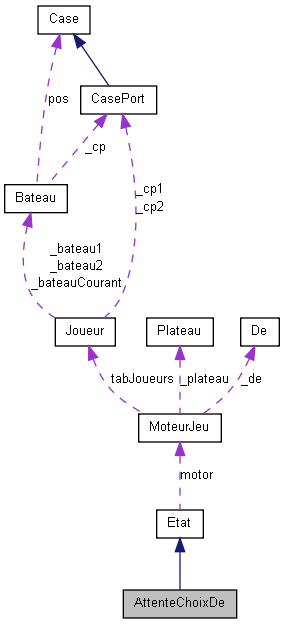 Case
pos
CasePort
_cp
Bateau
_cp1
_cp2
_bateau1
_bateau2
_bateauCourant
Joueur
Plateau
De
tabJoueurs
_plateau
_de
MoteurJeu
motor
Etat
AttenteChoixDe